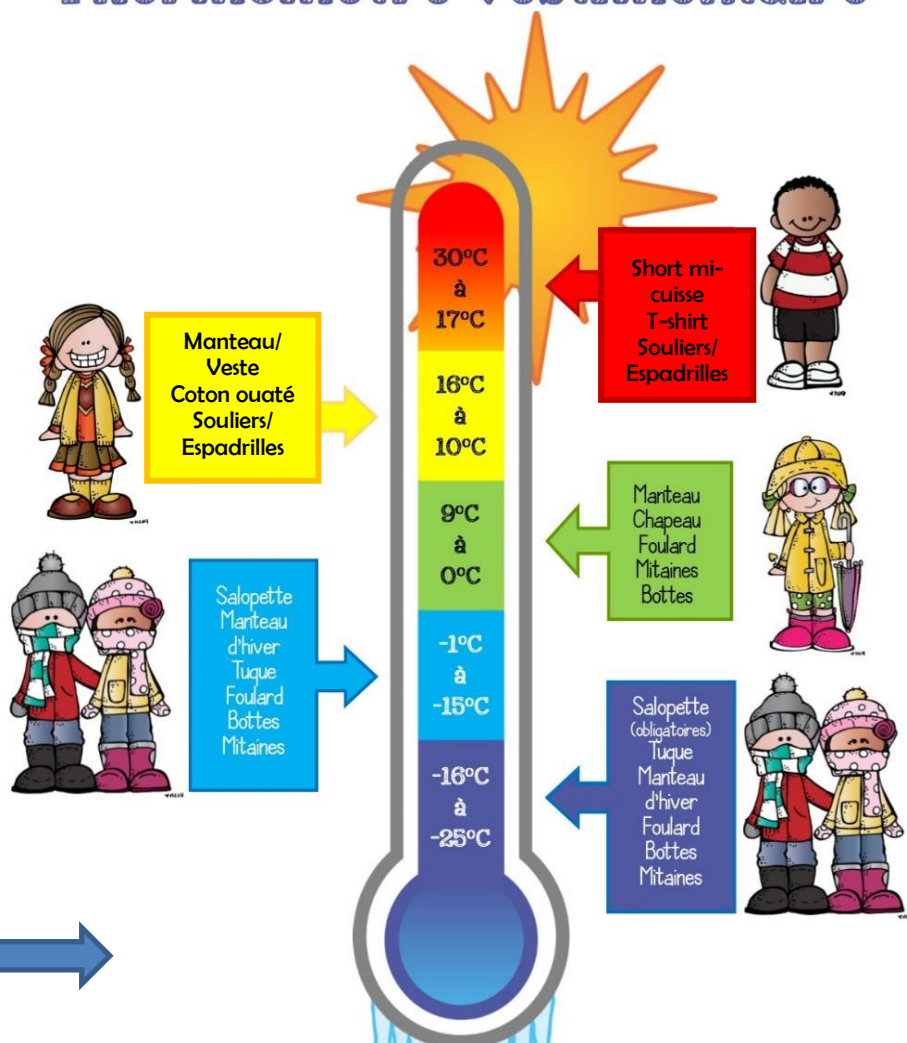 Thermomètre vestimentaire
30°C
à
17°C
Short mi-
cuisse
T-shirt
Souliers/
Espadrilles
Manteau/
Veste
Coton ouaté
Souliers/
Espadrilles
16°C
à
10°C
9°C
à
0°C
Manteau
Chapeau
Foulard
Mitaines
Bottes
Salopette
Manteau
d'hiver
Tuque
Foulard
Bottes
Mitaines
-1°C
à
-15°C
-16°C
à
-25°C
Salopette
(obligatoires)
Tuque
Manteau
d'hiver
Foulard
Bottes
Mitaines